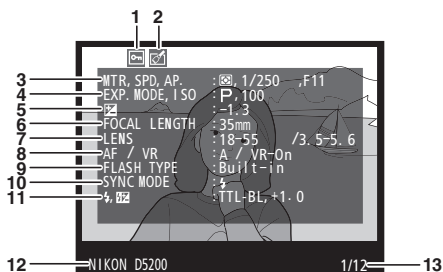 1 2
3 MTR, SPD, AP. : , 1/250 , F11
4 EXP. MODE, ISO : P, 100
5 : -1.3
6 FOCAL LENGTH : 35mm
7 LENS : 18-55 /3.5-5.6
8 AF / VR : A / VR-On
9 FLASH TYPE : Built-in
10 SYNC MODE :
11 , : TTL-BL, +1.0
12 NIKON D5200 1/12 13